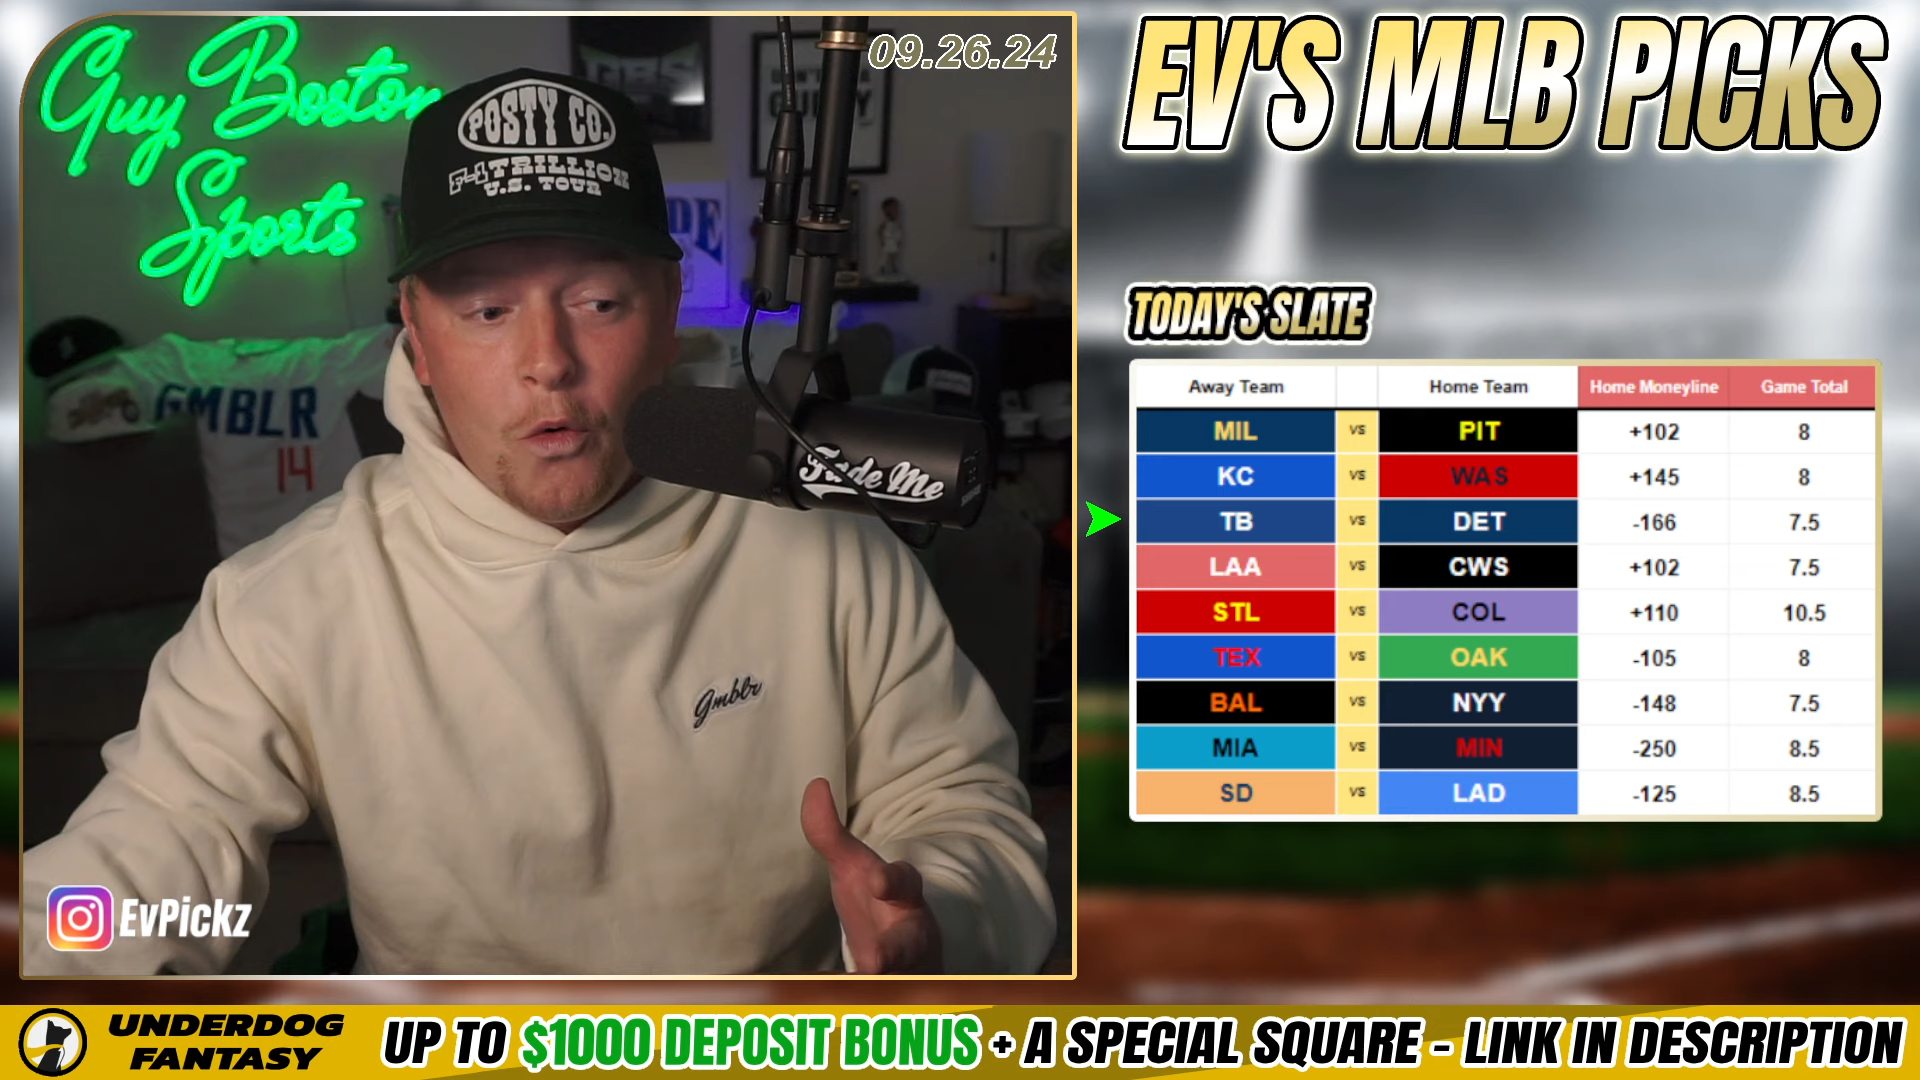 Guy Boston
Sports
09.26.24
POSTY CO.
F-1 TRILLION
U.S. TOUR
GMBLR
14
Fade Me
Gmblr
EvPickz
EV'S MLB PICKS
TODAY'S SLATE
Away Team Home Team Home Moneyline Game Total
MIL vs PIT +102 8
KC vs WAS +145 8
TB vs DET -166 7.5
LAA vs CWS +102 7.5
STL vs COL +110 10.5
TEX vs OAK -105 8
BAL vs NYY -148 7.5
MIA vs MIN -250 8.5
SD vs LAD -125 8.5
UNDERDOG
FANTASY
UP TO $1000 DEPOSIT BONUS + A SPECIAL SQUARE - LINK IN DESCRIPTION